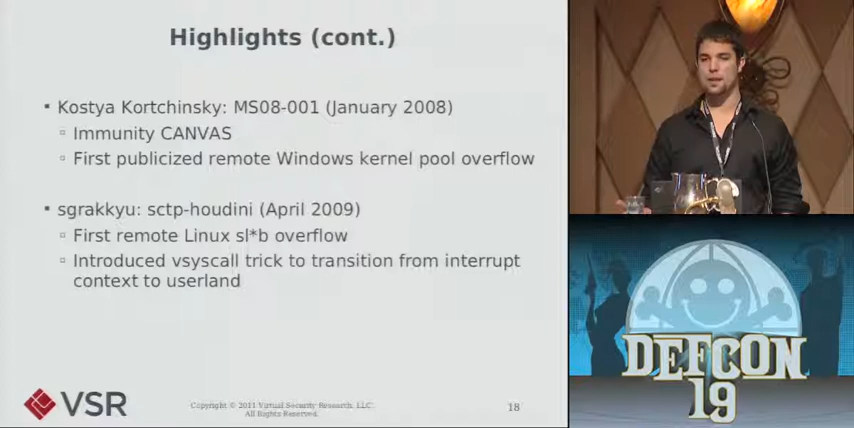 Highlights (cont.)
▪ Kostya Kortchinsky: MS08-001 (January 2008)
▫ Immunity CANVAS
▫ First publicized remote Windows kernel pool overflow
▪ sgrakkyu: sctp-houdini (April 2009)
▫ First remote Linux sl*b overflow
▫ Introduced vsyscall trick to transition from interrupt
context to userland
VSR
Copyright © 2011 Virtual Security Research, LLC.
All Rights Reserved.
18
DEFCON
19